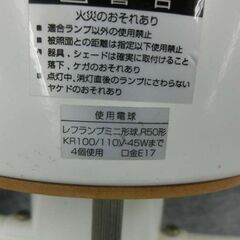 火災のおそれあり
■適合ランプ以外の使用禁止
■被照面との距離は指定以下使用禁止
■器具、シェードは確実に取付けること
落下、ケガのおそれあり
■点灯中、消灯直後のランプにさわらない
ヤケドのおそれあり
使用電球
レフランプミニ形球,R50形
KR100/110V-45Wまで
4個使用 口金E17